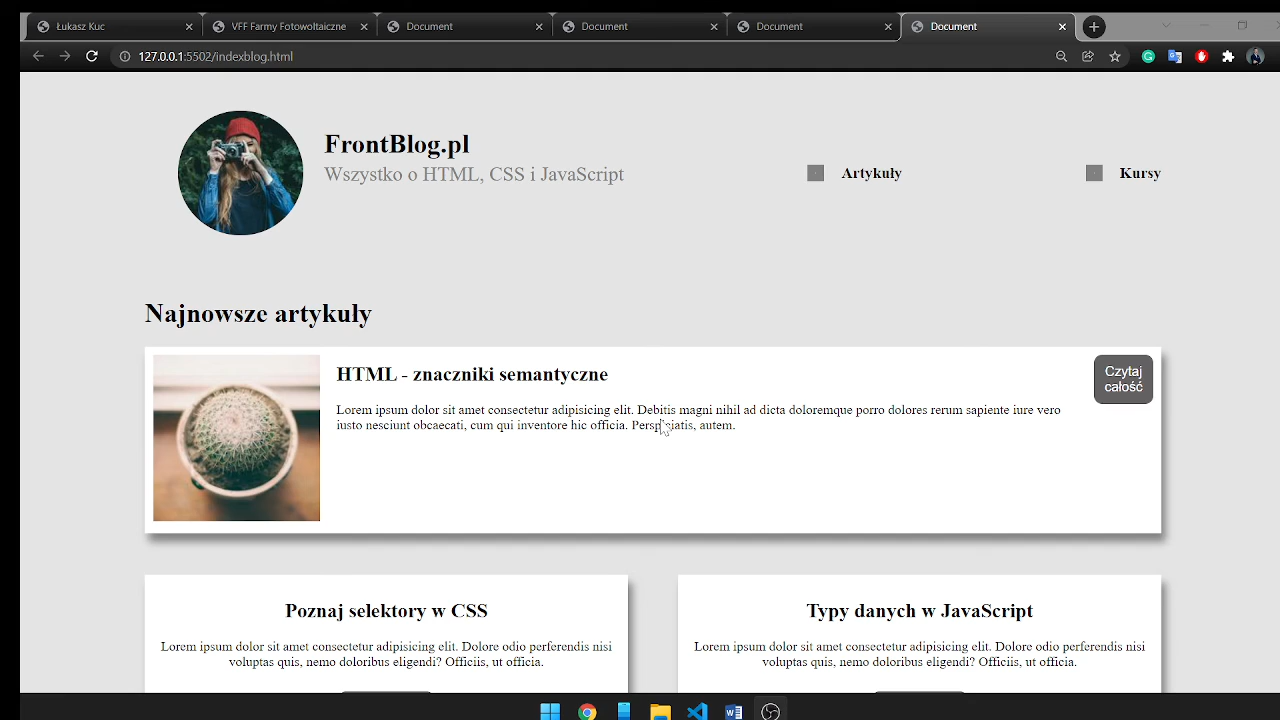 Łukasz Kuc
VFF Farmy Fotowoltaiczne
Document
Document
Document
Document
127.0.0.1:5502/indexblog.html
FrontBlog.pl
Wszystko o HTML, CSS i JavaScript
Artykuły
Kursy
Najnowsze artykuły
HTML - znaczniki semantyczne
Czytaj
całość
Lorem ipsum dolor sit amet consectetur adipisicing elit. Debitis magni nihil ad dicta doloremque porro dolores rerum sapiente iure vero
iusto nesciunt obcaecati, cum qui inventore hic officia. Perspiciatis, autem.
Poznaj selektory w CSS
Lorem ipsum dolor sit amet consectetur adipisicing elit. Dolore odio perferendis nisi
voluptas quis, nemo doloribus eligendi? Officiis, ut officia.
Typy danych w JavaScript
Lorem ipsum dolor sit amet consectetur adipisicing elit. Dolore odio perferendis nisi
voluptas quis, nemo doloribus eligendi? Officiis, ut officia.